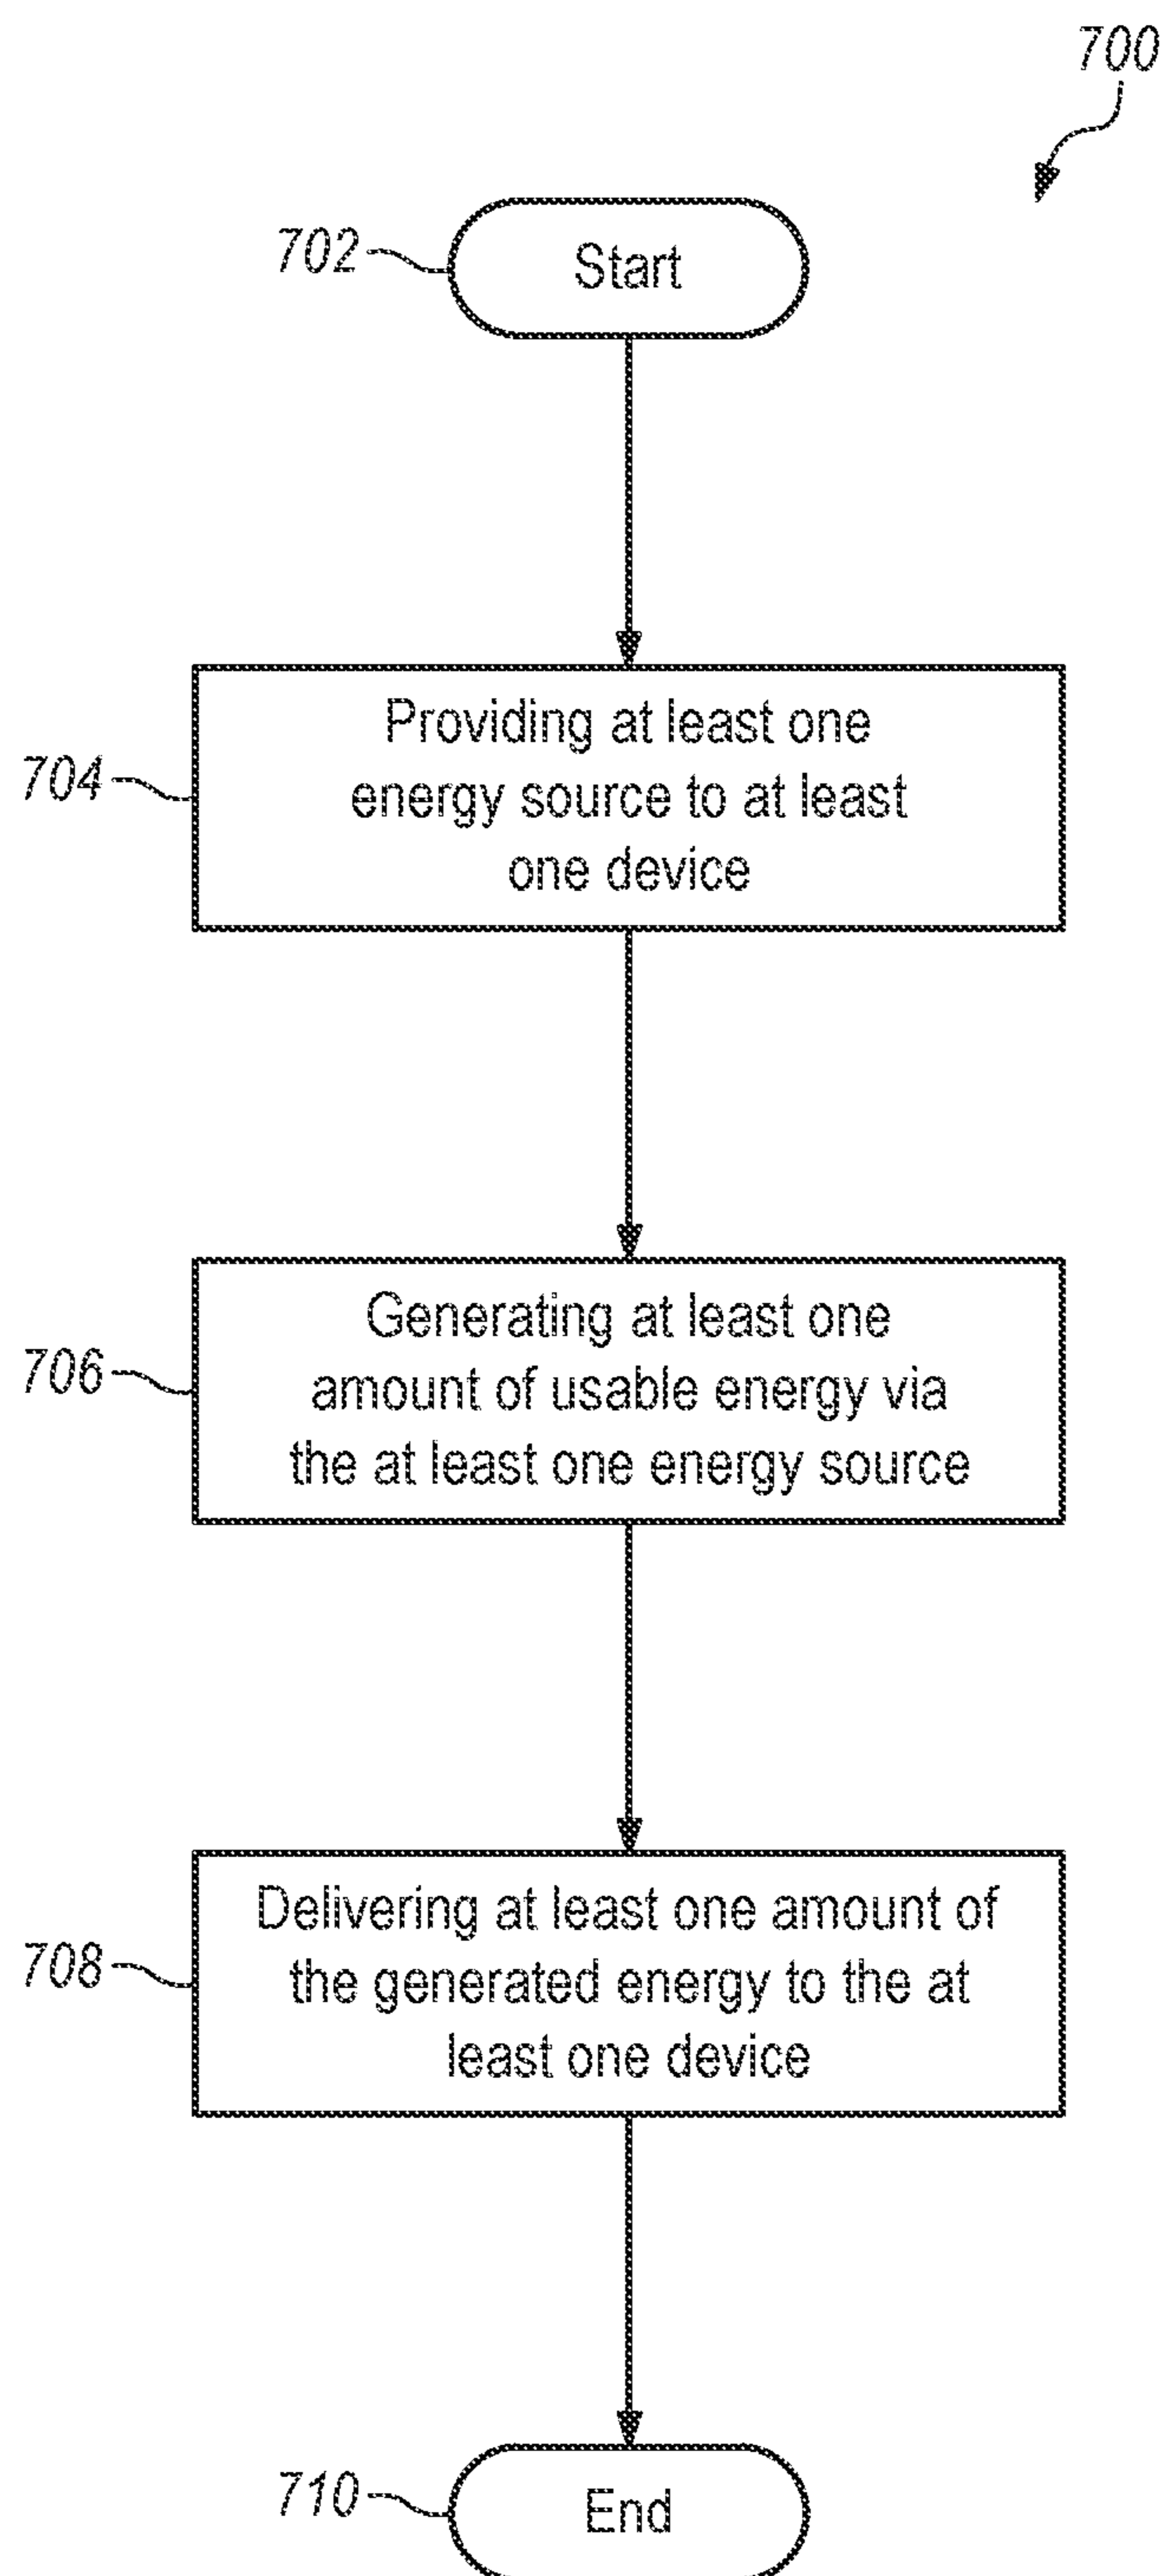 700
702
Start
704
Providing at least one
energy source to at least
one device
706
Generating at least one
amount of usable energy via
the at least one energy source
708
Delivering at least one amount of
the generated energy to the at
least one device
710
End